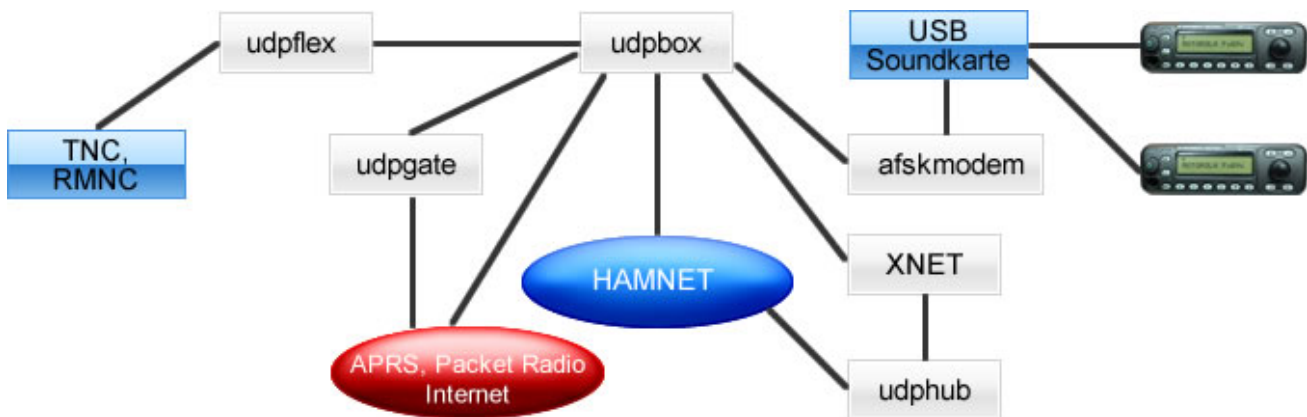 udpflex
udpbox
USB
Soundkarte
TNC,
RMNC
udpgate
afskmodem
HAMNET
XNET
APRS, Packet Radio
Internet
udphub